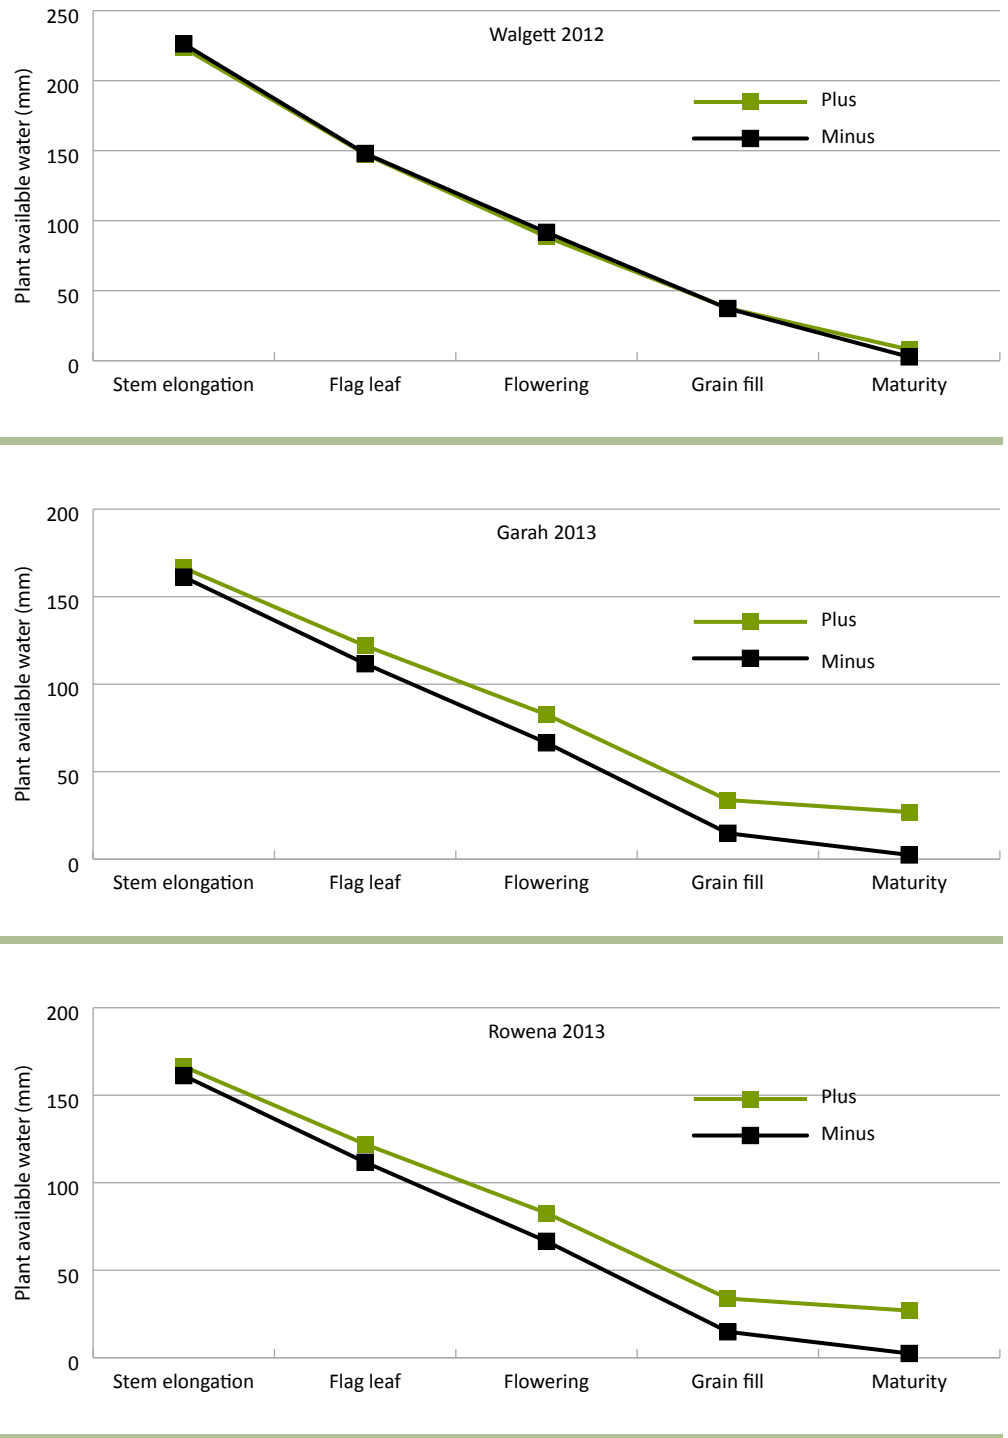 Walgett 2012
Plant available water (mm)
250
200
150
100
50
0
Plus
Minus
Stem elongation Flag leaf Flowering Grain fill Maturity
Garah 2013
Plant available water (mm)
200
150
100
50
0
Plus
Minus
Stem elongation Flag leaf Flowering Grain fill Maturity
Rowena 2013
Plant available water (mm)
200
150
100
50
0
Plus
Minus
Stem elongation Flag leaf Flowering Grain fill Maturity